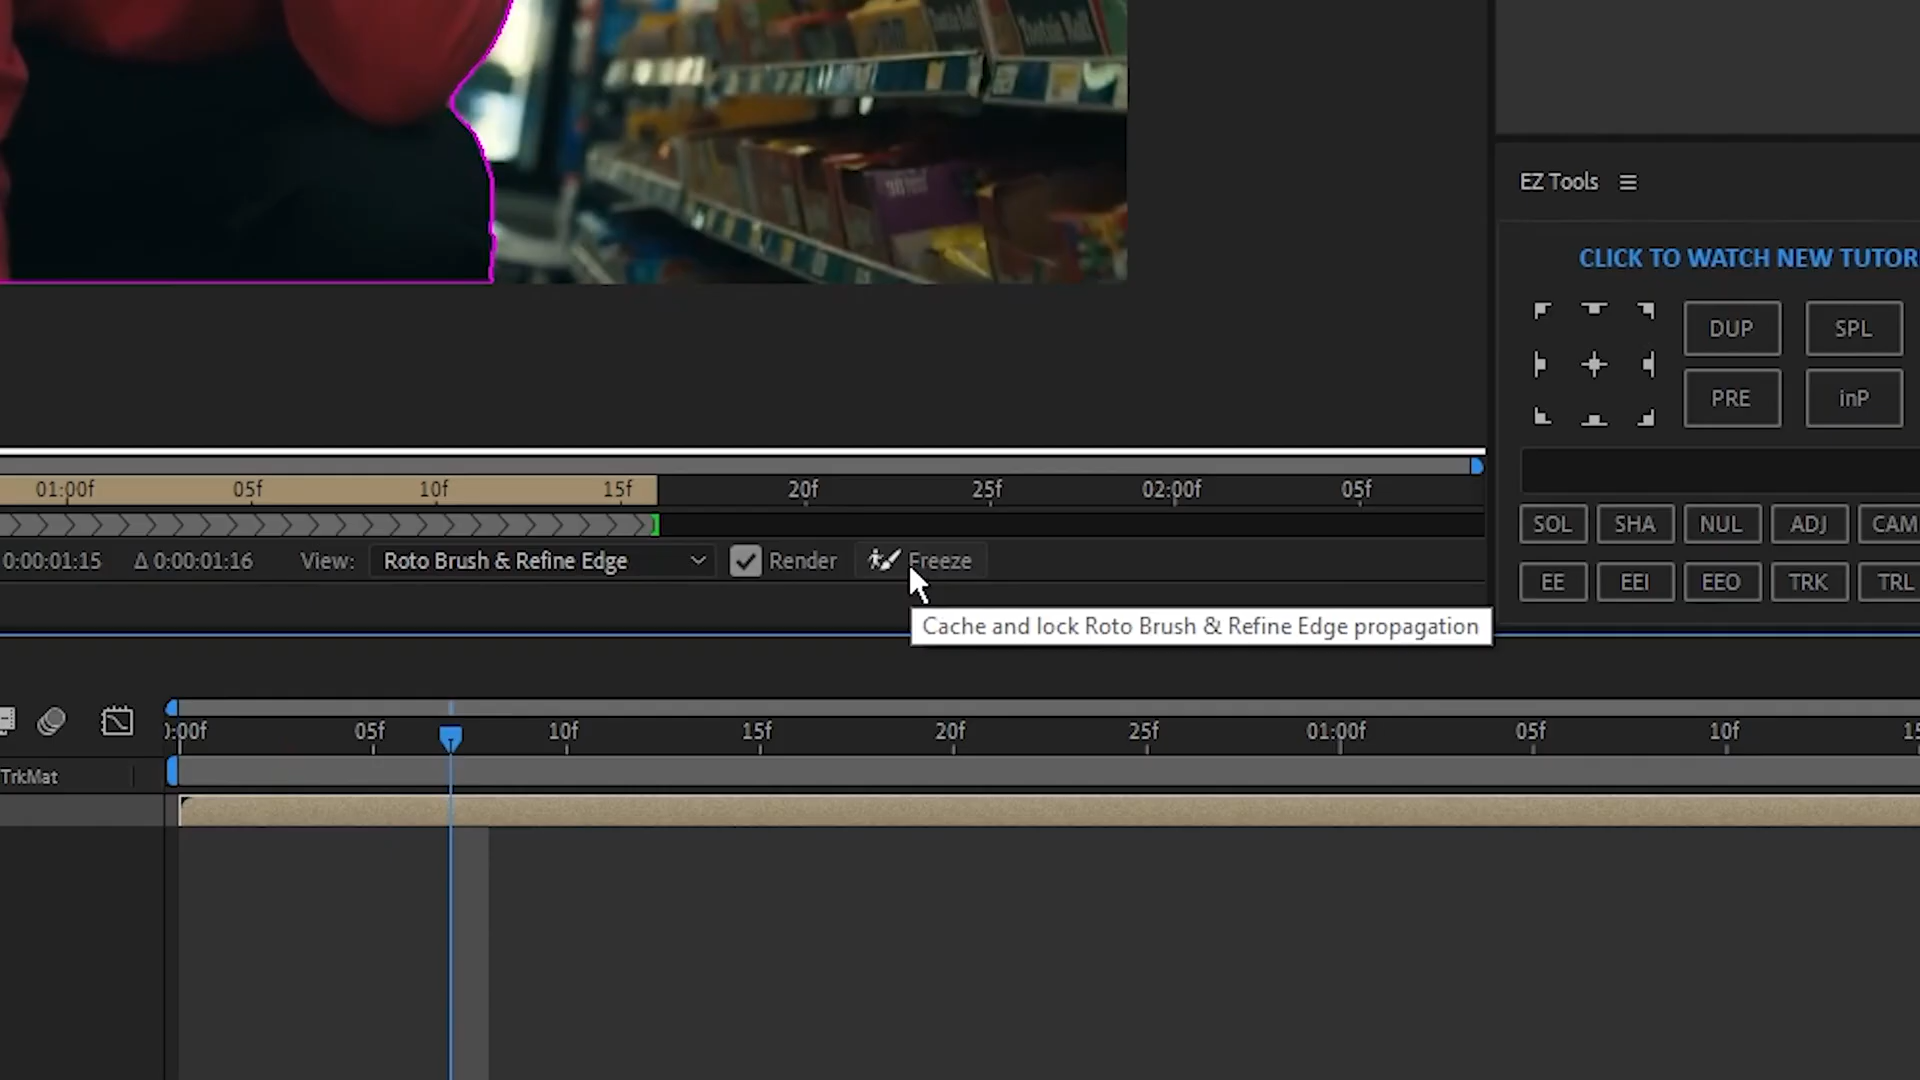 Tootsie Roll
EZ Tools
CLICK TO WATCH NEW TUTOR
DUP
SPL
PRE
inP
01:00f
05f
10f
15f
20f
25f
02:00f
05f
SOL
SHA
NUL
ADJ
CAM
0:00:01:15
Δ 0:00:01:16
View:
Roto Brush & Refine Edge
Render
Freeze
EE
EEI
EEO
TRK
TRL
Cache and lock Roto Brush & Refine Edge propagation
):00f
05f
10f
15f
20f
25f
01:00f
05f
10f
15
TrkMat